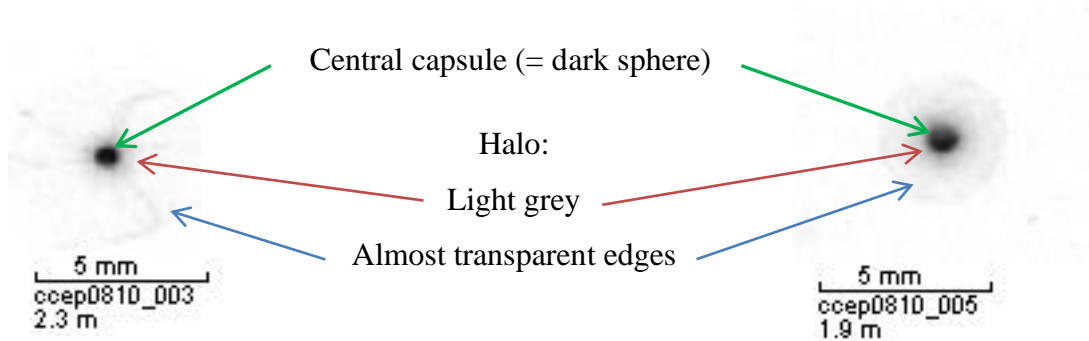 Central capsule (= dark sphere)
Halo:
Light grey
Almost transparent edges
5 mm
ccep0810_003
2.3 m
5 mm
ccep0810_005
1.9 m